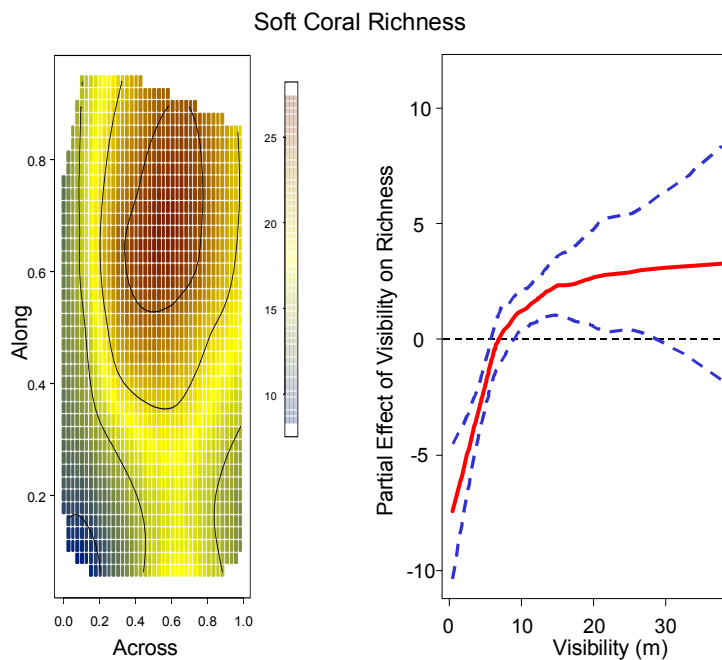 Soft Coral Richness
Along
0.8
0.6
0.4
0.2
0.0 0.2 0.4 0.6 0.8 1.0
Across
25
20
15
10
Partial Effect of Visibility on Richness
10
5
0
-5
-10
0 10 20 30
Visibility (m)